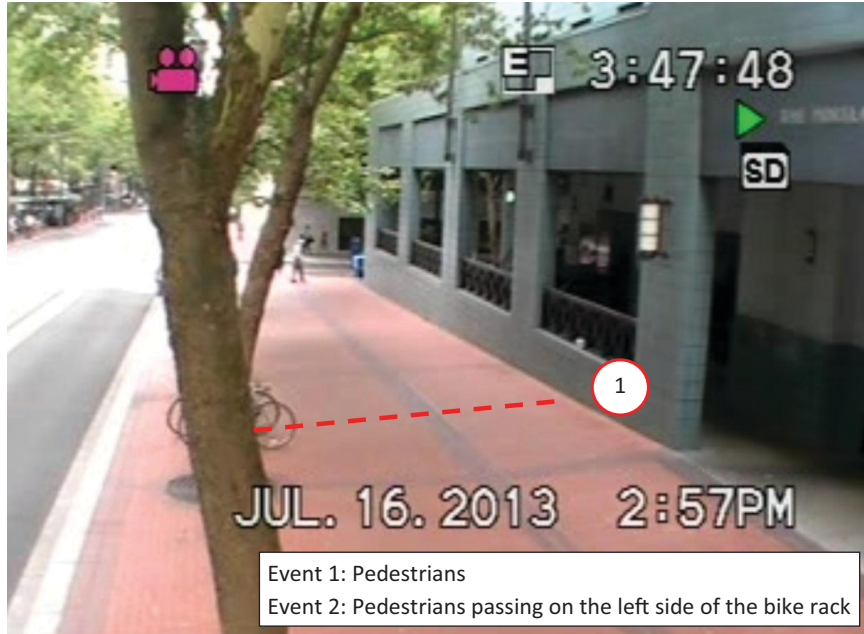 E 3:47:48
SD
1
JUL. 16. 2013 2:57PM
Event 1: Pedestrians
Event 2: Pedestrians passing on the left side of the bike rack